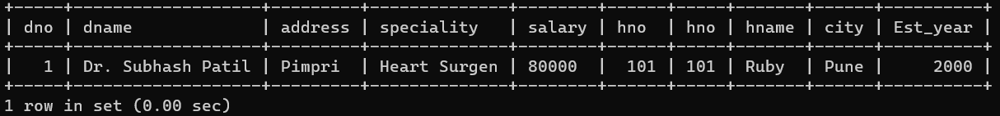 +-----+-------------------+---------+---------------+--------+------+-----+-------+------+----------+
| dno | dname             | address | speciality    | salary | hno  | hno | hname | city | Est_year |
+-----+-------------------+---------+---------------+--------+------+-----+-------+------+----------+
|   1 | Dr. Subhash Patil | Pimpri  | Heart Surgen | 80000  |  101 | 101 | Ruby  | Pune |     2000 |
+-----+-------------------+---------+---------------+--------+------+-----+-------+------+----------+
1 row in set (0.00 sec)